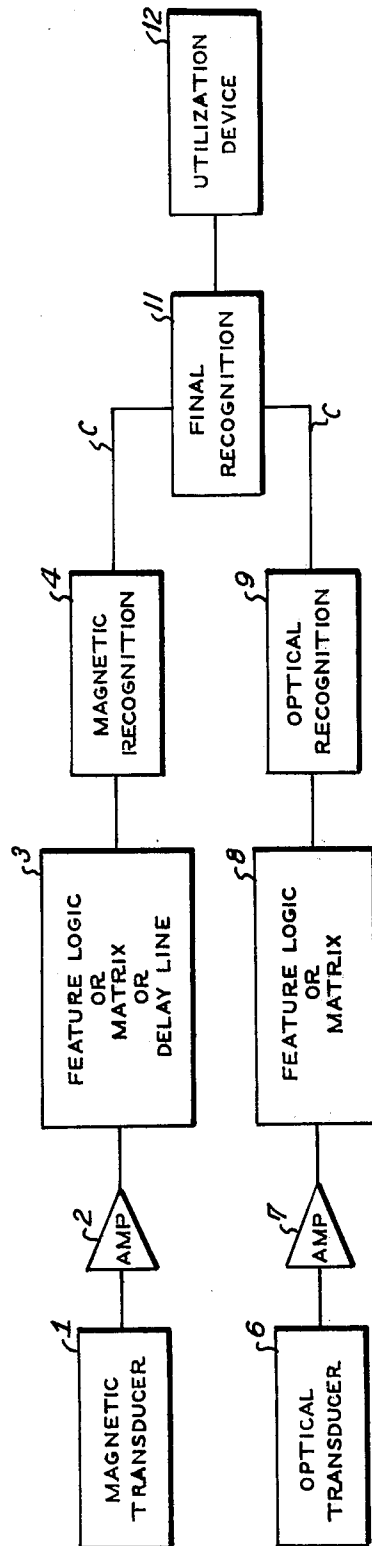 1
MAGNETIC
TRANSDUCER
2
AMP
3
FEATURE LOGIC
OR
MATRIX
OR
DELAY LINE
4
MAGNETIC
RECOGNITION
C
6
OPTICAL
TRANSDUCER
7
AMP
8
FEATURE LOGIC
OR
MATRIX
9
OPTICAL
RECOGNITION
C
11
FINAL
RECOGNITION
12
UTILIZATION
DEVICE